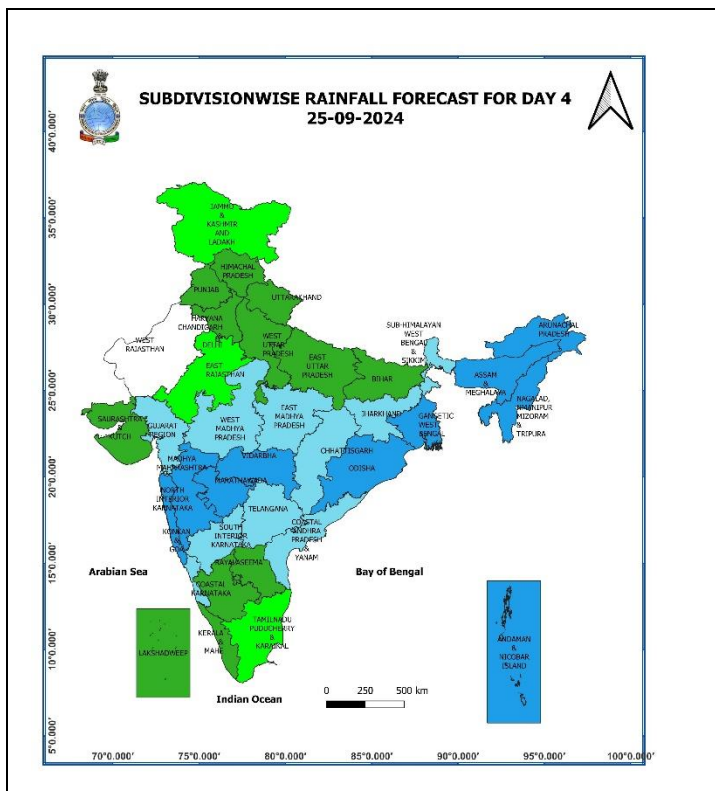 SUBDIVISIONWISE RAINFALL FORECAST FOR DAY 4
25-09-2024
JAMMU
&
KASHMIR
AND
LADAKH
HIMACHAL
PRADESH
PUNJAB
UTTARAKHAND
HARYANA
CHANDIGARH
&
DELHI
WEST
RAJASTHAN
WEST
UTTAR
PRADESH
SUB-HIMALAYAN
WEST
BENGAL
&
SIKKIM
ARUNACHAL
PRADESH
EAST
RAJASTHAN
EAST
UTTAR
PRADESH
BIHAR
ASSAM
&
MEGHALAYA
NAGALAD,
MANIPUR
MIZORAM
&
TRIPURA
SAURASHTRA
&
KUTCH
GUJARAT
REGION
WEST
MADHYA
PRADESH
EAST
MADHYA
PRADESH
JHARKHAND
GANGETIC
WEST
BENGAL
CHHATTISGARH
MADHYA
MAHARASHTRA
VIDARBHA
ODISHA
MARATHAWADA
NORTH
INTERIOR
KARNATAKA
TELANGANA
KONKAN
&
GOA
SOUTH
INTERIOR
KARNATAKA
COASTAL
ANDHRA
PRADESH
&
YANAM
RAYALASEEMA
COASTAL
KARNATAKA
Arabian Sea
Bay of Bengal
TAMILNADU
PUDUCHERRY
&
KARAIKAL
KERALA
&
MAHE
LAKSHADWEEP
ANDAMAN
&
NICOBAR
ISLAND
Indian Ocean
0 250 500 km
40°0.000'
35°0.000'
30°0.000'
25°0.000'
20°0.000'
15°0.000'
10°0.000'
5°0.000'
70°0.000' 75°0.000' 80°0.000' 85°0.000' 90°0.000' 95°0.000' 100°0.000'